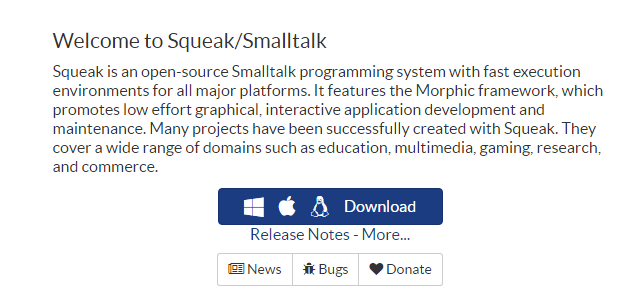 Welcome to Squeak/Smalltalk
Squeak is an open-source Smalltalk programming system with fast execution
environments for all major platforms. It features the Morphic framework, which
promotes low effort graphical, interactive application development and
maintenance. Many projects have been successfully created with Squeak. They
cover a wide range of domains such as education, multimedia, gaming, research,
and commerce.
Download
Release Notes - More...
News Bugs Donate